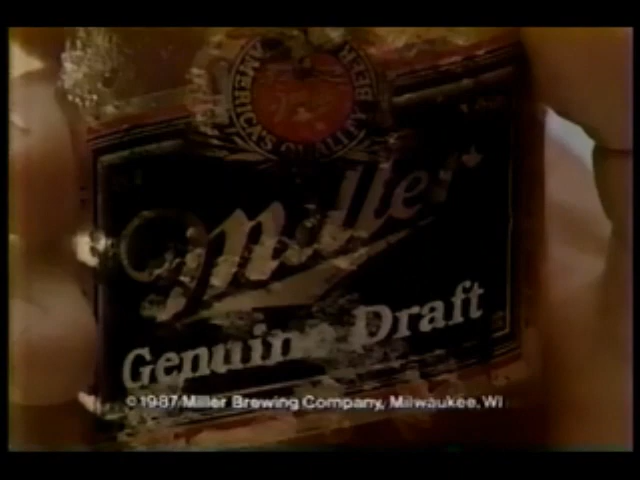 AMERICA'S QUALITY BEER
Miller
Genuine Draft
© 1987 Miller Brewing Company, Milwaukee, WI